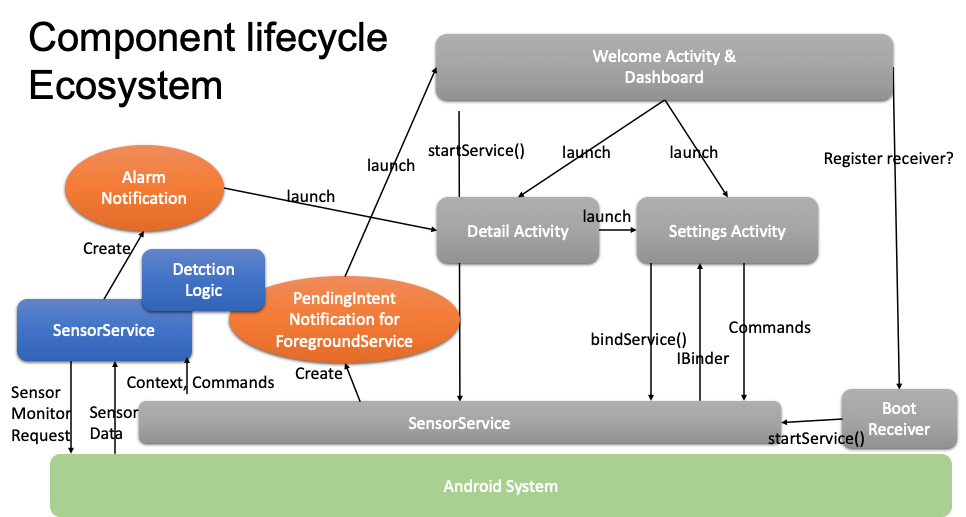 Component lifecycle
Ecosystem
Welcome Activity &
Dashboard
startService()
launch
launch
launch
Register receiver?
Alarm
Notification
launch
Detail Activity
launch
Settings Activity
Create
Detction
Logic
PendingIntent
Notification for
ForegroundService
SensorService
bindService()
IBinder
Commands
Create
Context, Commands
Sensor
Monitor
Request
Sensor
Data
SensorService
Boot
Receiver
startService()
Android System